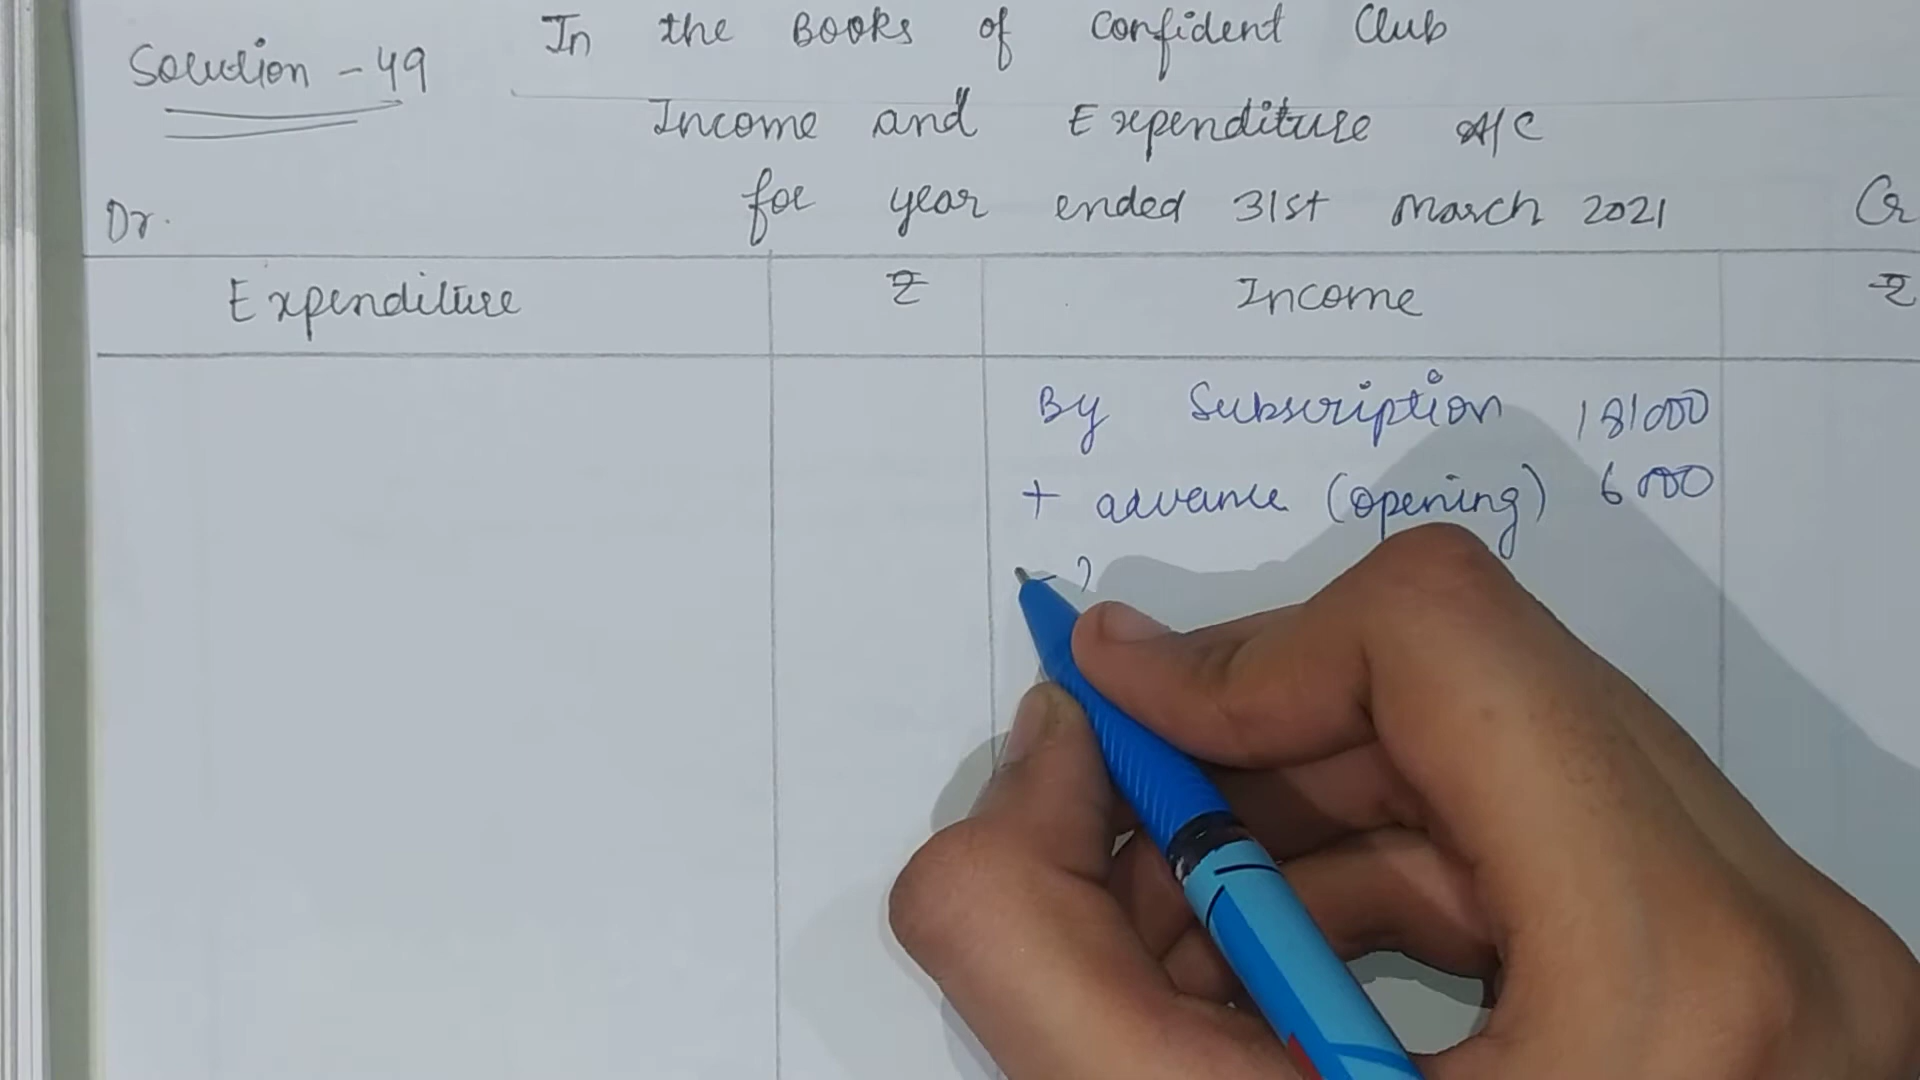 Solution - 49
In the Books of Confident Club
Income and Expenditure A/C
for year ended 31st March 2021
Dr.
Cr
Expenditure ₹ Income ₹
By Subscription 181000
+ advance (opening) 6000